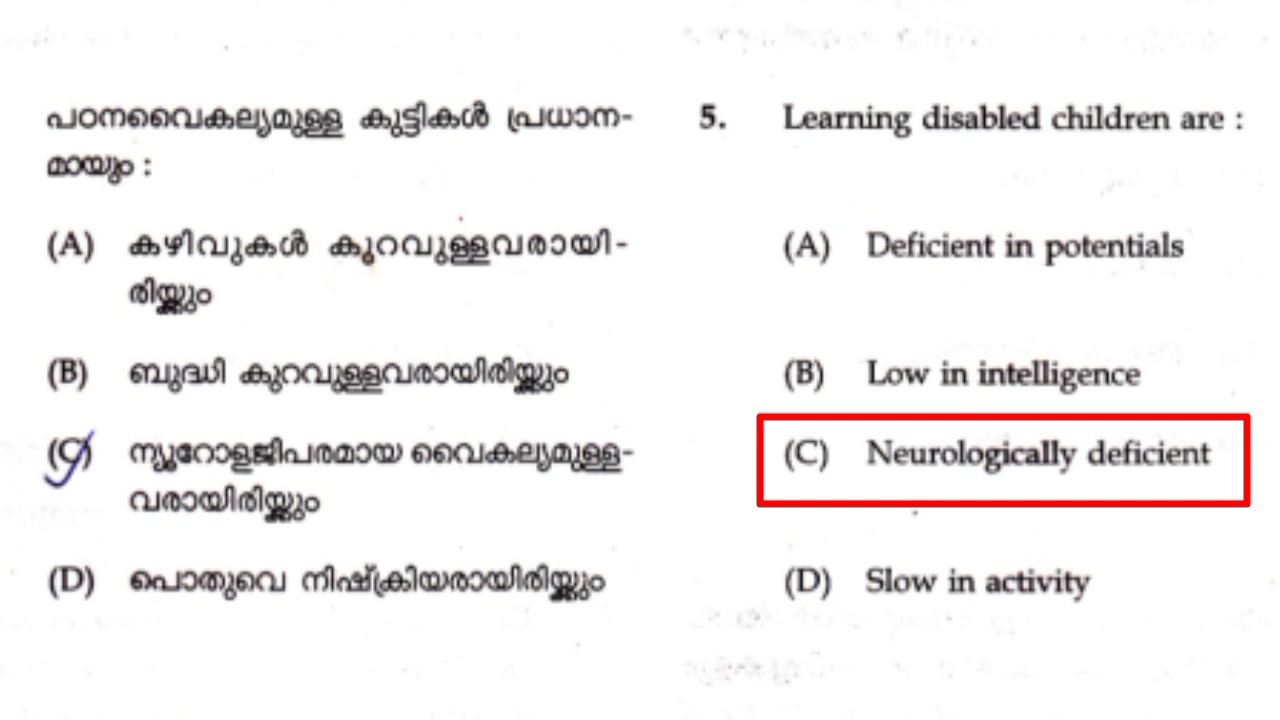 പഠനവൈകല്യമുള്ള കുട്ടികൾ പ്രധാന-
മായും :
(A) കഴിവുകൾ കുറവുള്ളവരായി-
രിയ്ക്കും
(B) ബുദ്ധി കുറവുള്ളവരായിരിയ്ക്കും
(C) ന്യൂറോളജിപരമായ വൈകല്യമുള്ള-
വരായിരിയ്ക്കും
(D) പൊതുവെ നിഷ്ക്രിയരായിരിയ്ക്കും
5. Learning disabled children are :
(A) Deficient in potentials
(B) Low in intelligence
(C) Neurologically deficient
(D) Slow in activity